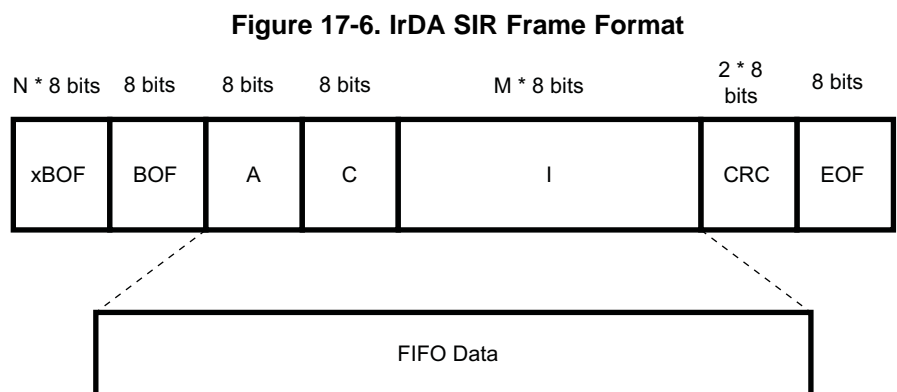 Figure 17-6. IrDA SIR Frame Format
N * 8 bits 8 bits 8 bits 8 bits M * 8 bits 2 * 8 bits 8 bits
xBOF BOF A C I CRC EOF
FIFO Data